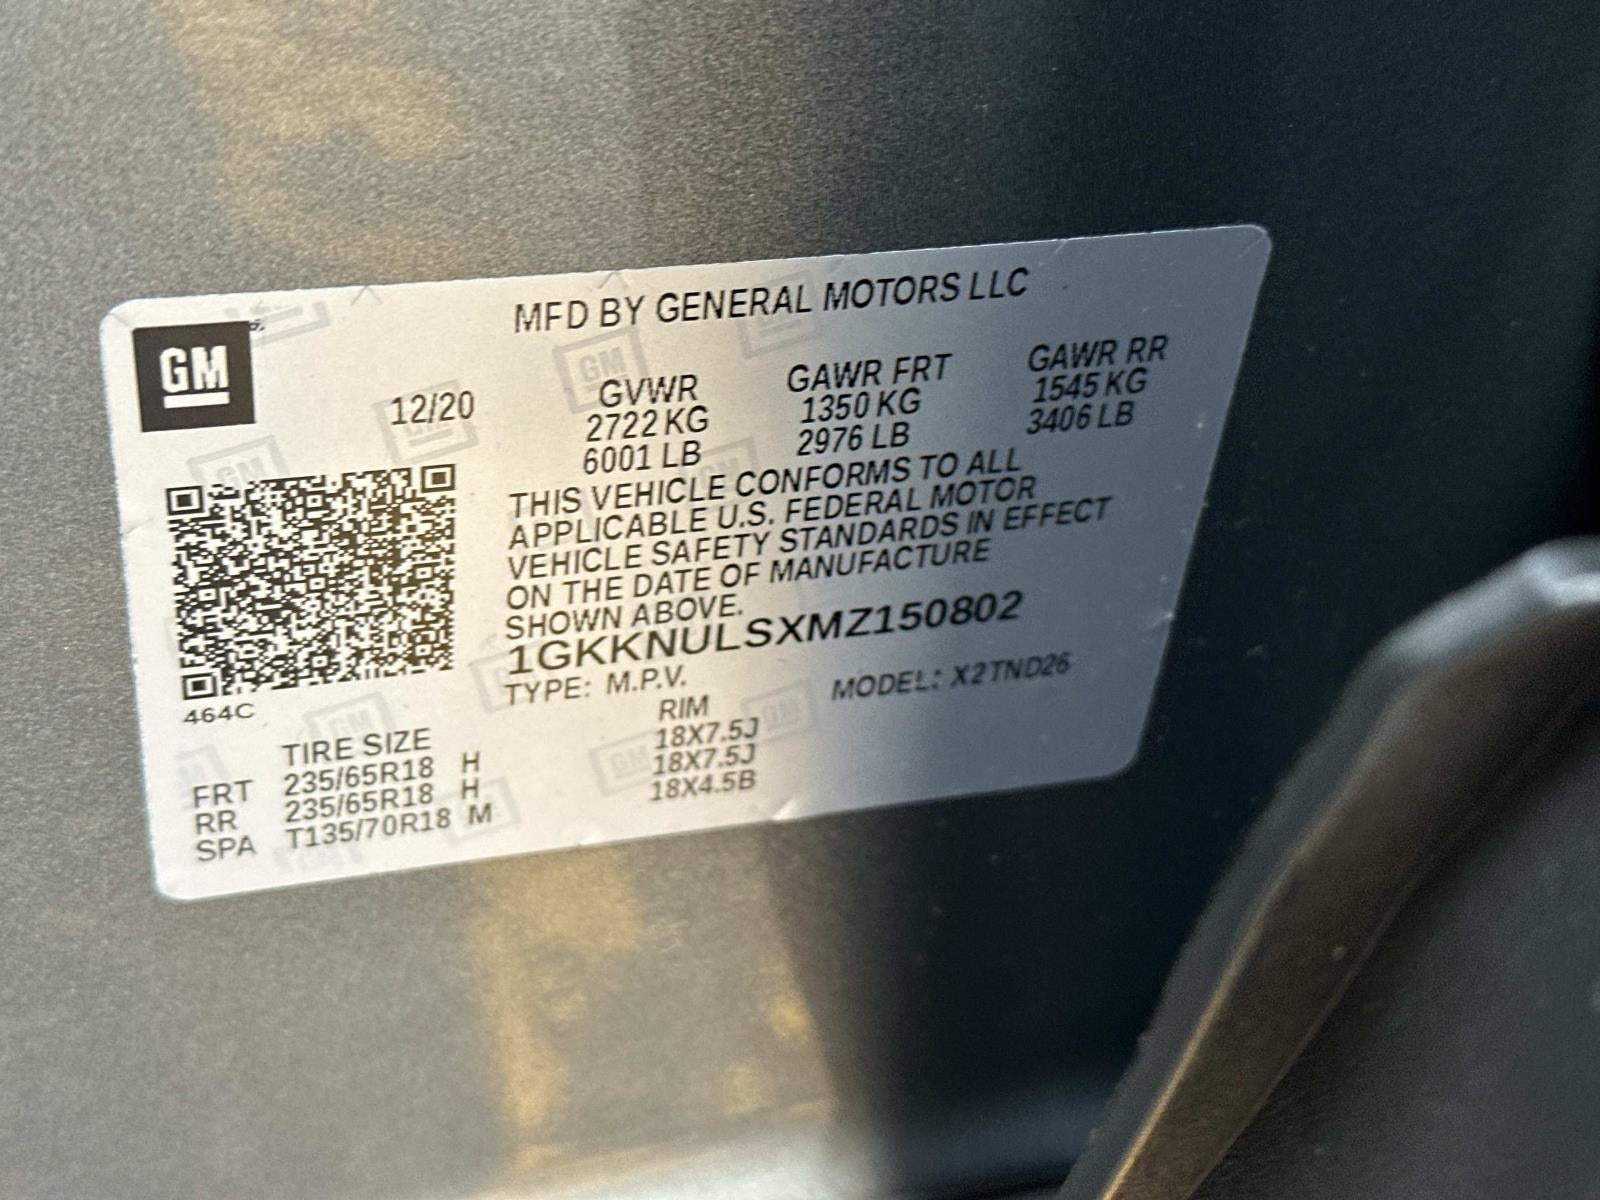 MFD BY GENERAL MOTORS LLC
GM
12/20
GVWR GAWR FRT GAWR RR
2722 KG 1350 KG 1545 KG
6001 LB 2976 LB 3406 LB
THIS VEHICLE CONFORMS TO ALL
APPLICABLE U.S. FEDERAL MOTOR
VEHICLE SAFETY STANDARDS IN EFFECT
ON THE DATE OF MANUFACTURE
SHOWN ABOVE.
1GKKNULSXMZ150802
TYPE: M.P.V. MODEL: X2TND26
464C
TIRE SIZE RIM
FRT 235/65R18 H 18X7.5J
RR 235/65R18 H 18X7.5J
SPA T135/70R18 M 18X4.5B